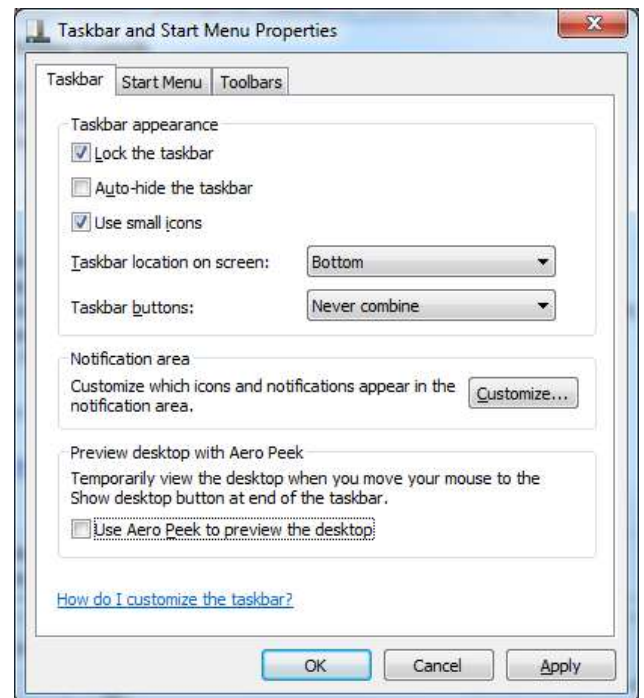 Taskbar and Start Menu Properties
Taskbar
Start Menu
Toolbars
Taskbar appearance
Lock the taskbar
Auto-hide the taskbar
Use small icons
Taskbar location on screen:
Bottom
Taskbar buttons:
Never combine
Notification area
Customize which icons and notifications appear in the
notification area.
Customize...
Preview desktop with Aero Peek
Temporarily view the desktop when you move your mouse to the
Show desktop button at end of the taskbar.
Use Aero Peek to preview the desktop
How do I customize the taskbar?
OK
Cancel
Apply